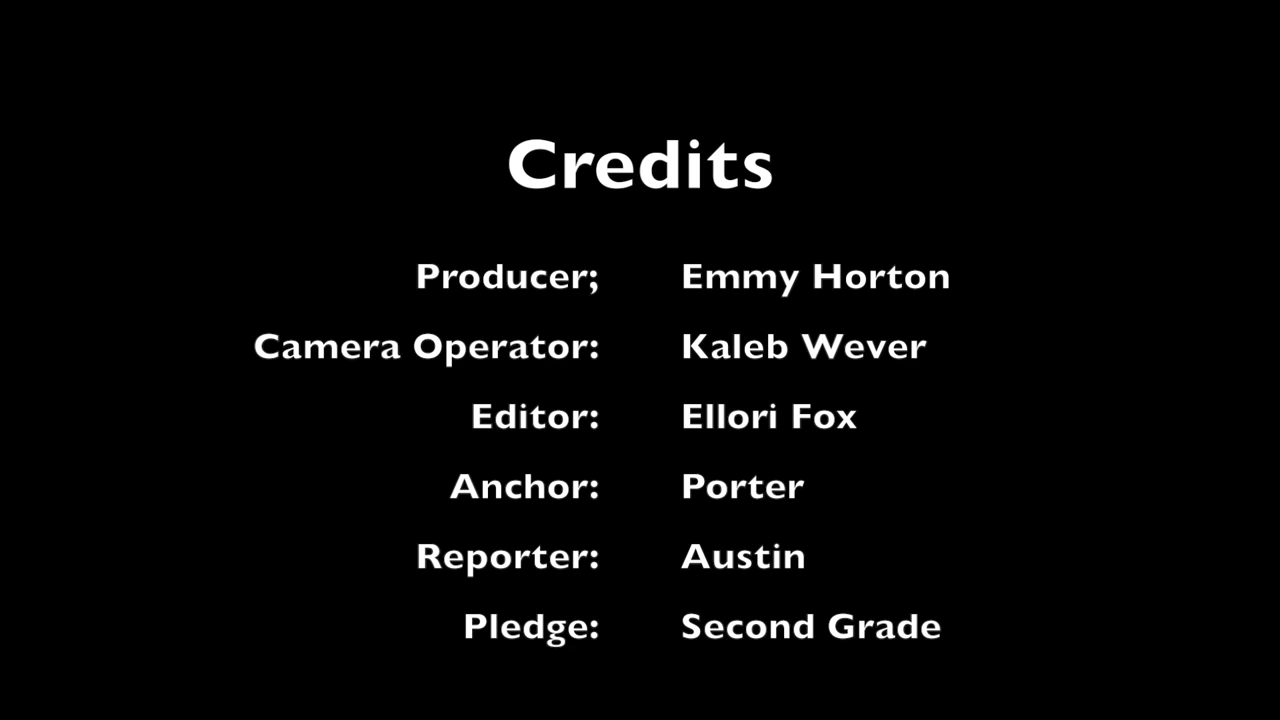 Credits
Producer; Emmy Horton
Camera Operator: Kaleb Wever
Editor: Ellori Fox
Anchor: Porter
Reporter: Austin
Pledge: Second Grade